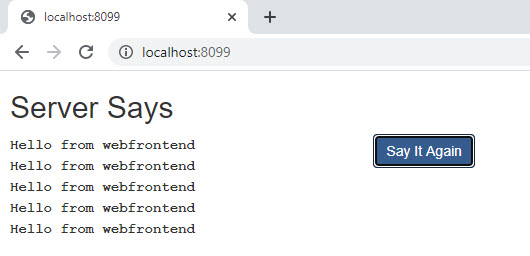 localhost:8099
localhost:8099
Server Says
Hello from webfrontend
Say It Again
Hello from webfrontend
Hello from webfrontend
Hello from webfrontend
Hello from webfrontend